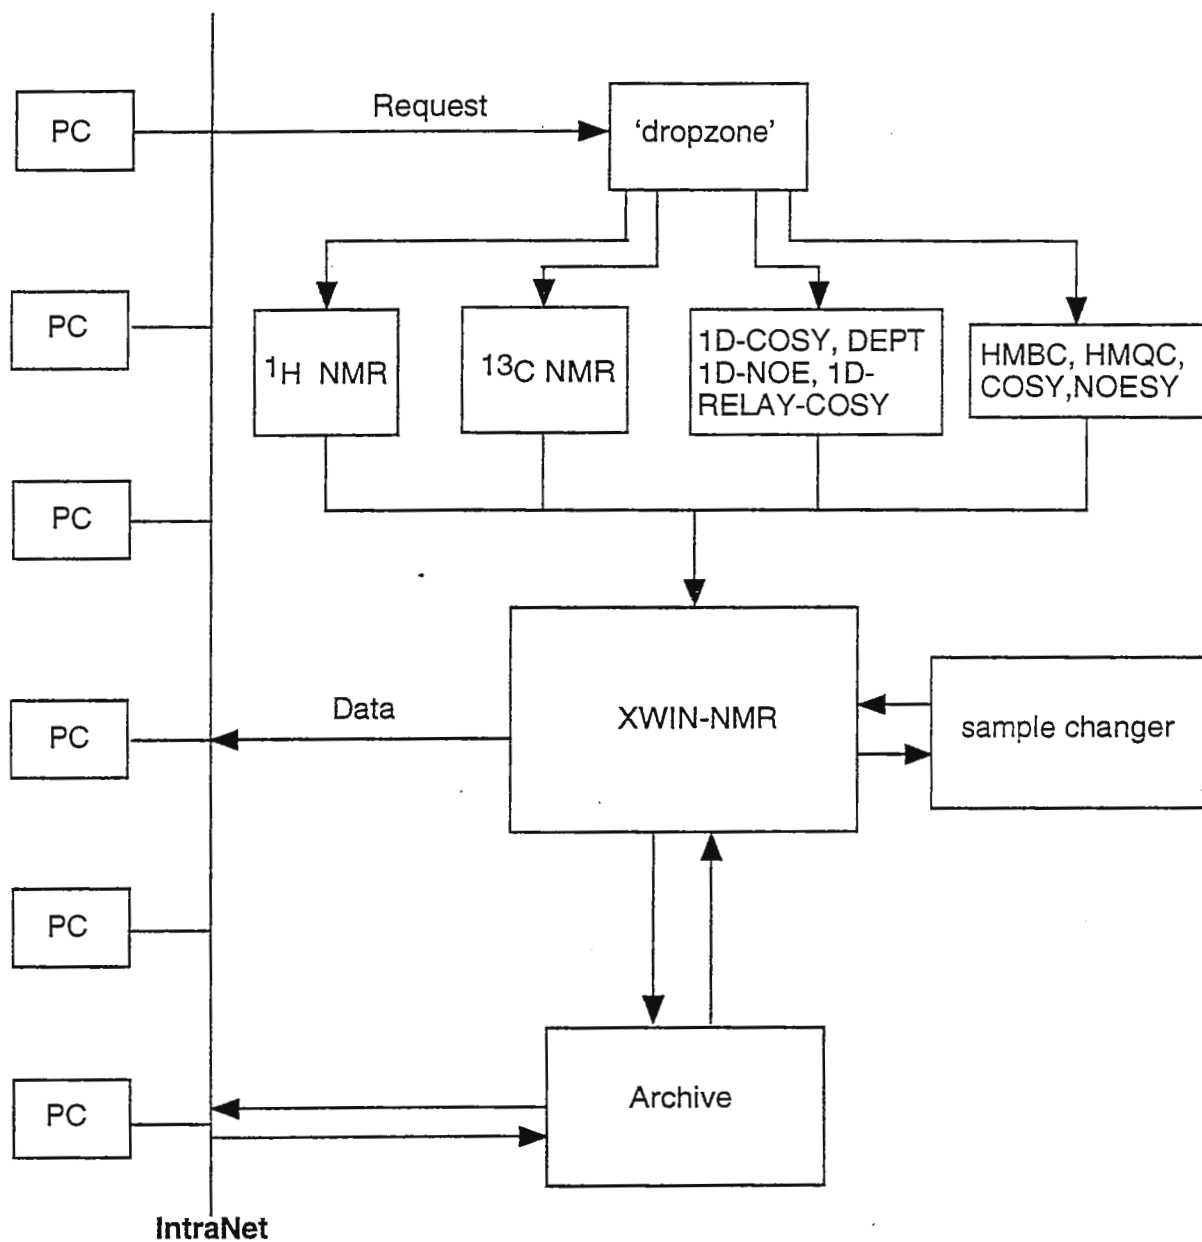 PC
Request
'dropzone'
PC
1H NMR
13C NMR
1D-COSY, DEPT
1D-NOE, 1D-
RELAY-COSY
HMBC, HMQC,
COSY,NOESY
PC
PC
Data
XWIN-NMR
sample changer
PC
PC
Archive
IntraNet